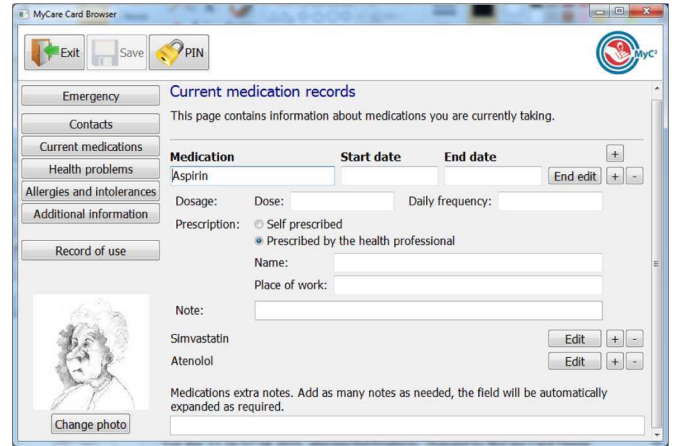 MyCare Card Browser
Exit Save PIN
MyC²
Emergency
Contacts
Current medications
Health problems
Allergies and intolerances
Additional information
Record of use
Change photo
Current medication records
This page contains information about medications you are currently taking.
+
Medication Start date End date
Aspirin End edit + -
Dosage: Dose: Daily frequency:
Prescription: Self prescribed
Prescribed by the health professional
Name:
Place of work:
Note:
Simvastatin Edit + -
Atenolol Edit + -
Medications extra notes. Add as many notes as needed, the field will be automatically
expanded as required.